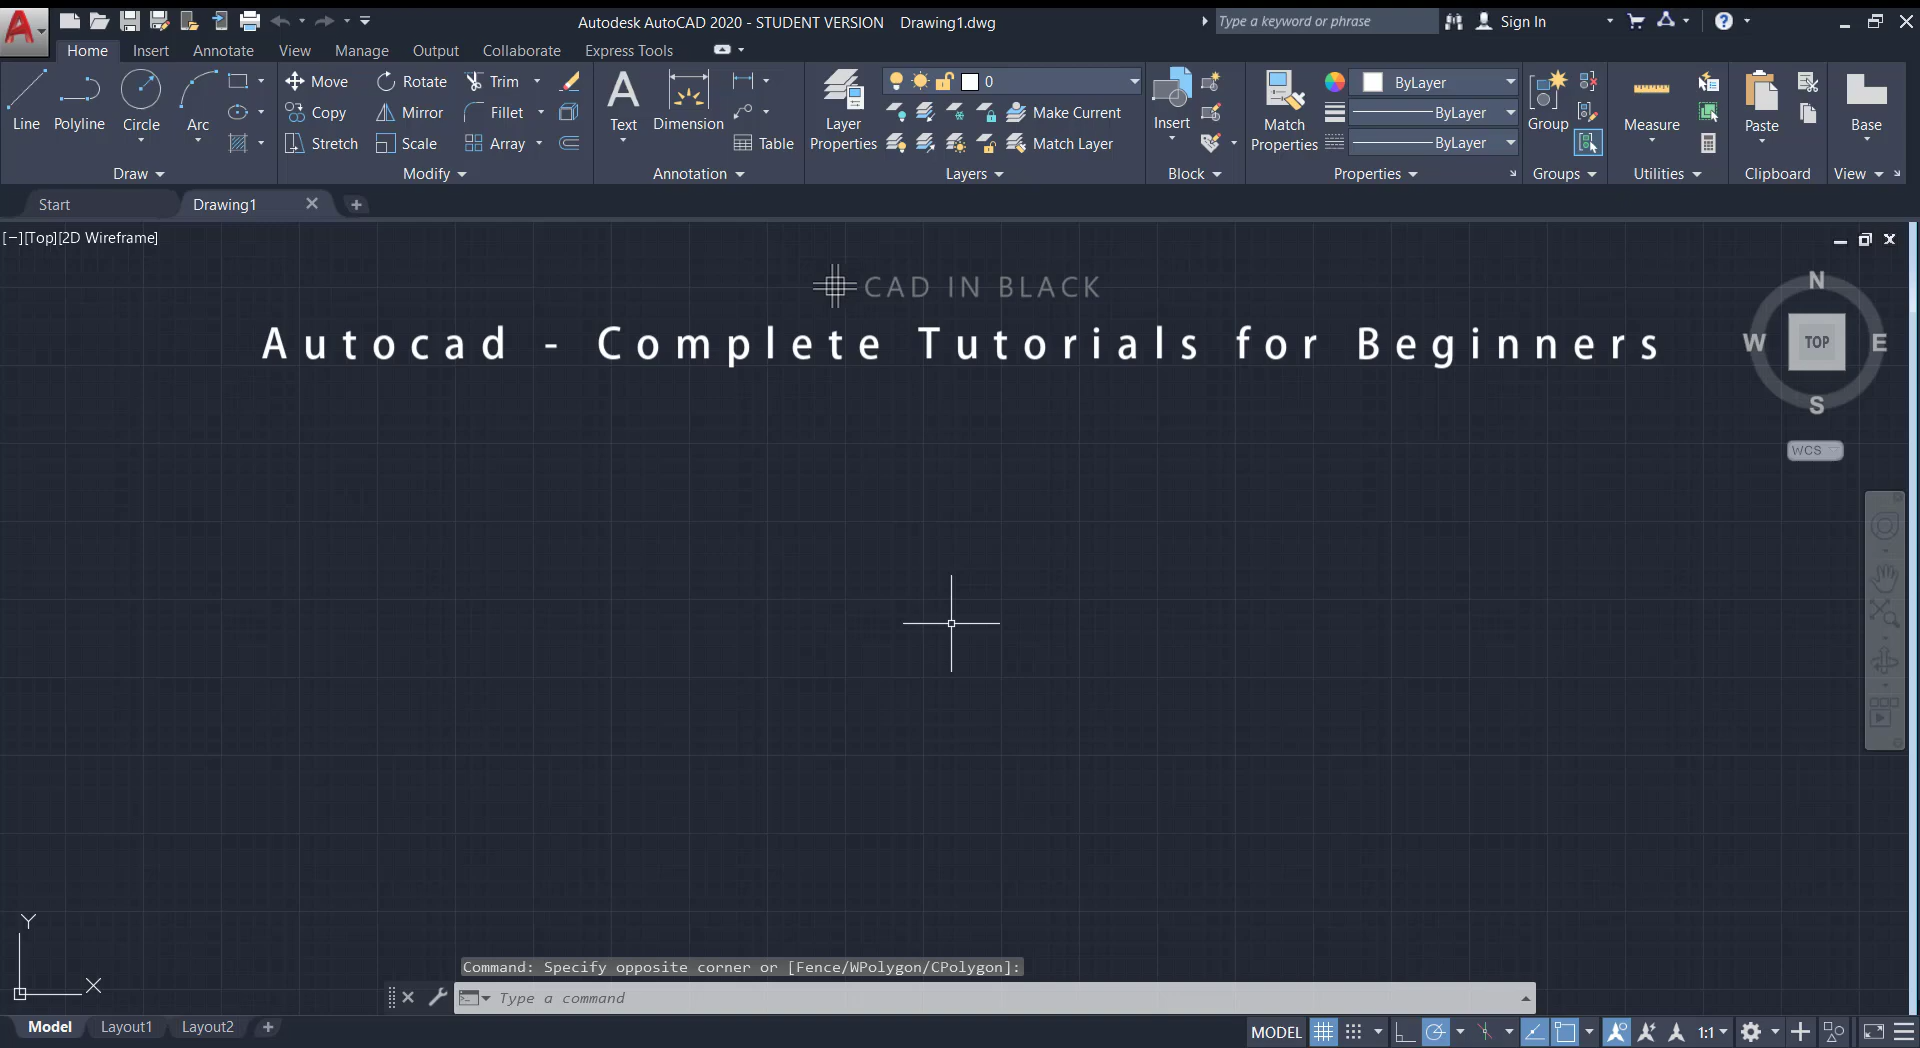 Autodesk AutoCAD 2020 - STUDENT VERSION Drawing1.dwg
Type a keyword or phrase
Sign In
Home Insert Annotate View Manage Output Collaborate Express Tools
Line Polyline Circle Arc
Draw
Move Rotate Trim
Copy Mirror Fillet
Stretch Scale Array
Modify
Text Dimension Table
Annotation
Layer Properties
0
Make Current
Match Layer
Layers
Insert
Block
Match Properties
ByLayer
ByLayer
ByLayer
Properties
Group
Groups
Measure
Utilities
Paste
Clipboard
Base
View
Start Drawing1
[−][Top][2D Wireframe]
CAD IN BLACK
Autocad - Complete Tutorials for Beginners
N
W TOP E
S
WCS
Y
X
Command: Specify opposite corner or [Fence/WPolygon/CPolygon]:
Type a command
Model Layout1 Layout2
MODEL 1:1